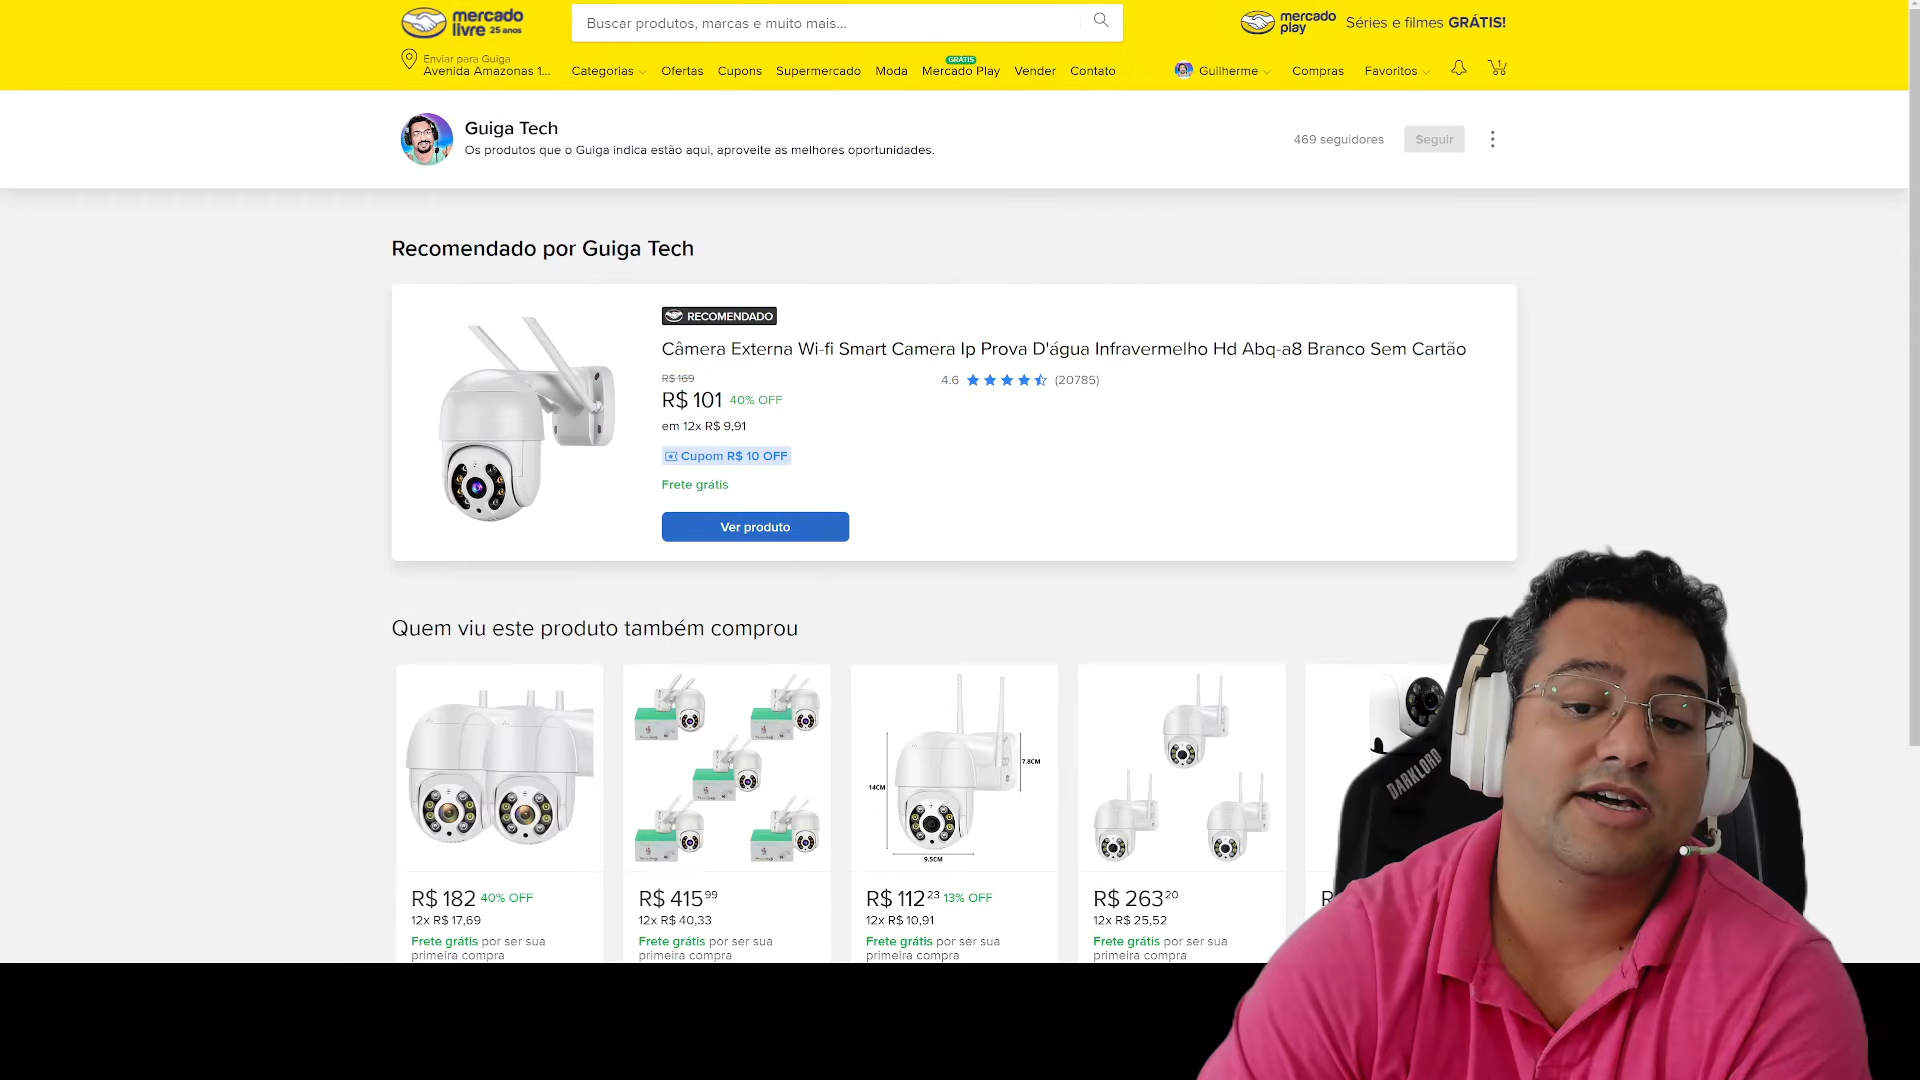 mercado
livre 25 anos
Buscar produtos, marcas e muito mais...
mercado
play
Séries e filmes GRÁTIS!
Enviar para Guiga
Avenida Amazonas 1...
Categorias
Ofertas
Cupons
Supermercado
Moda
GRÁTIS
Mercado Play
Vender
Contato
Guilherme
Compras
Favoritos
1
Guiga Tech
Os produtos que o Guiga indica estão aqui, aproveite as melhores oportunidades.
469 seguidores
Seguir
Recomendado por Guiga Tech
RECOMENDADO
Câmera Externa Wi-fi Smart Camera Ip Prova D'água Infravermelho Hd Abq-a8 Branco Sem Cartão
R$ 169
4.6 (20785)
R$ 101 40% OFF
em 12x R$ 9,91
Cupom R$ 10 OFF
Frete grátis
Ver produto
Quem viu este produto também comprou
14CM
7.8CM
9.5CM
R$ 182 40% OFF
12x R$ 17,69
Frete grátis por ser sua
primeira compra
R$ 415 99
12x R$ 40,33
Frete grátis por ser sua
primeira compra
R$ 112 23 13% OFF
12x R$ 10,91
Frete grátis por ser sua
primeira compra
R$ 263 20
12x R$ 25,52
Frete grátis por ser sua
primeira compra
DARKLORD